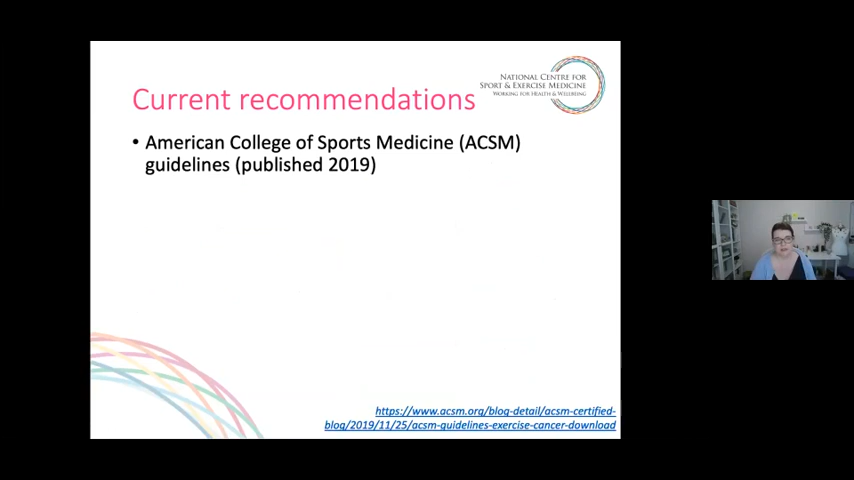 NATIONAL CENTRE FOR
SPORT & EXERCISE MEDICINE
WORKING FOR HEALTH & WELLBEING
Current recommendations
• American College of Sports Medicine (ACSM)
guidelines (published 2019)
https://www.acsm.org/blog-detail/acsm-certified-
blog/2019/11/25/acsm-guidelines-exercise-cancer-download